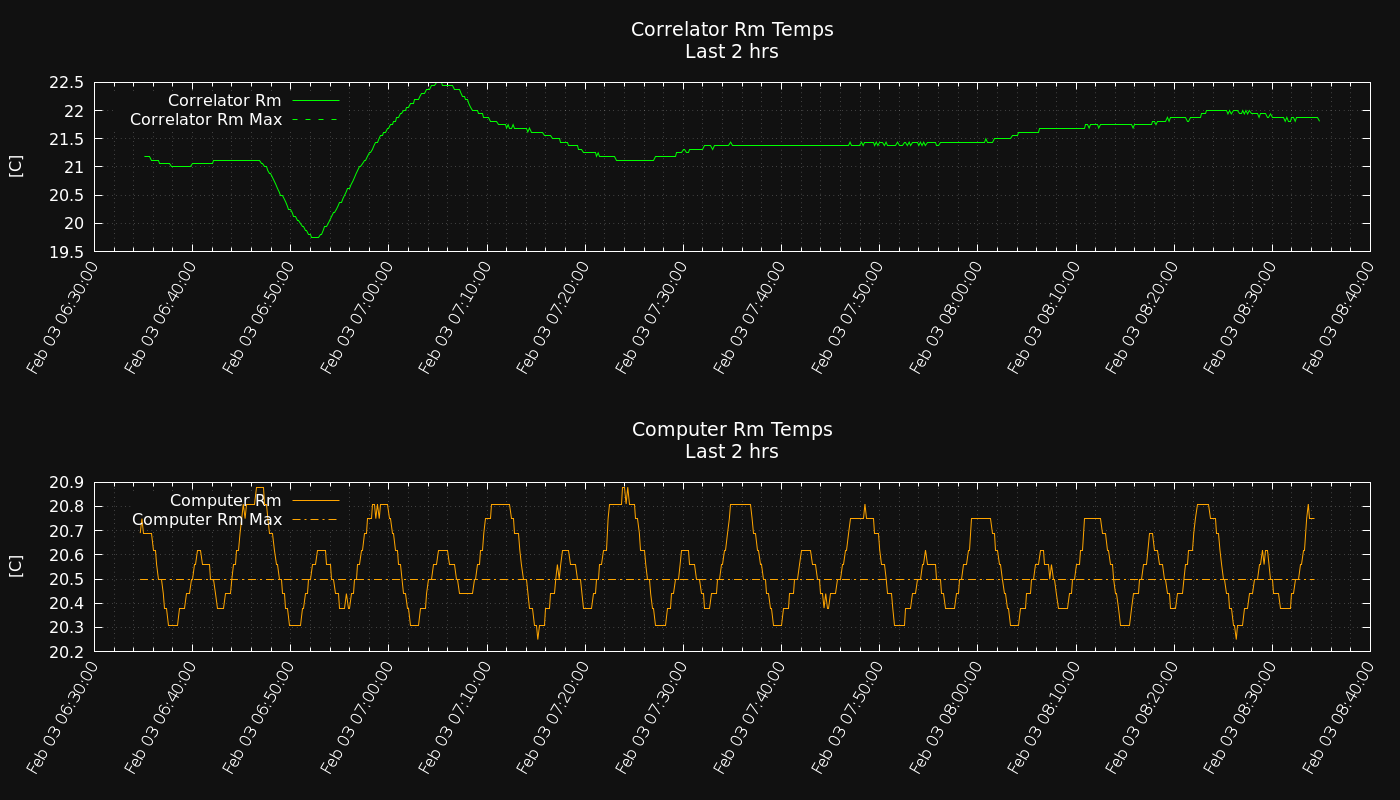 Correlator Rm Temps
Last 2 hrs
22.5
22
21.5
21
20.5
20
19.5
[C]
Correlator Rm
Correlator Rm Max
Feb 03 06:30:00
Feb 03 06:40:00
Feb 03 06:50:00
Feb 03 07:00:00
Feb 03 07:10:00
Feb 03 07:20:00
Feb 03 07:30:00
Feb 03 07:40:00
Feb 03 07:50:00
Feb 03 08:00:00
Feb 03 08:10:00
Feb 03 08:20:00
Feb 03 08:30:00
Feb 03 08:40:00
Computer Rm Temps
Last 2 hrs
20.9
20.8
20.7
20.6
20.5
20.4
20.3
20.2
[C]
Computer Rm
Computer Rm Max
Feb 03 06:30:00
Feb 03 06:40:00
Feb 03 06:50:00
Feb 03 07:00:00
Feb 03 07:10:00
Feb 03 07:20:00
Feb 03 07:30:00
Feb 03 07:40:00
Feb 03 07:50:00
Feb 03 08:00:00
Feb 03 08:10:00
Feb 03 08:20:00
Feb 03 08:30:00
Feb 03 08:40:00